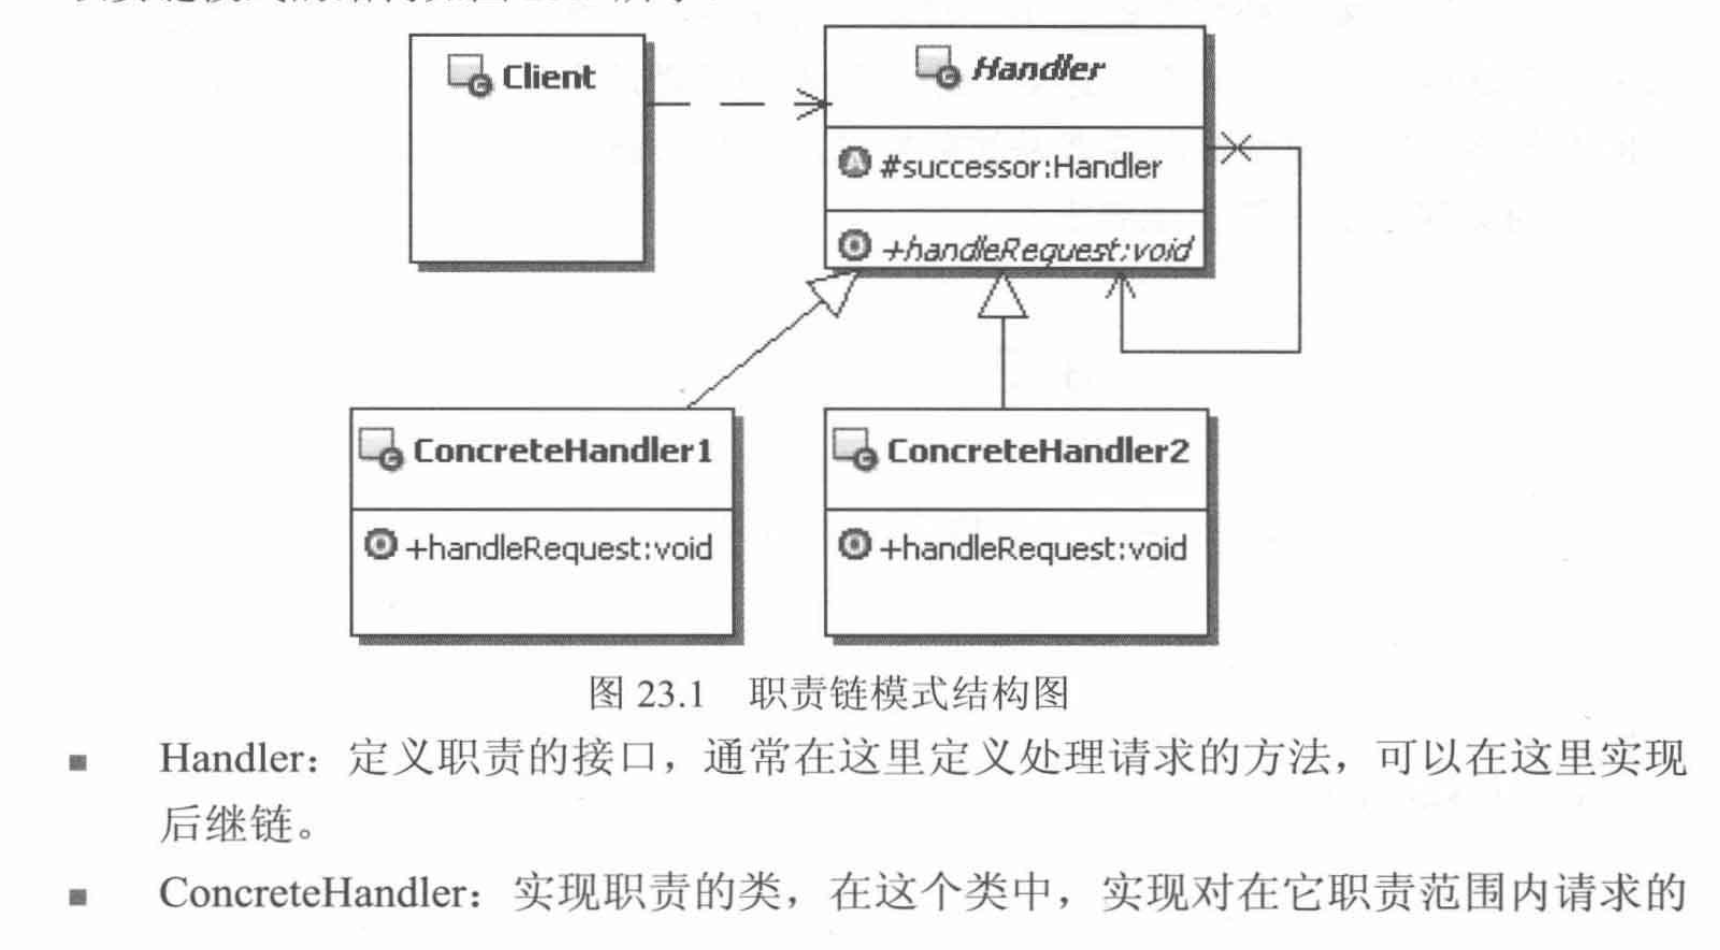 Client
Handler
#successor:Handler
+handleRequest:void
ConcreteHandler1
+handleRequest:void
ConcreteHandler2
+handleRequest:void
图 23.1 职责链模式结构图
■ Handler：定义职责的接口，通常在这里定义处理请求的方法，可以在这里实现
后继链。
■ ConcreteHandler：实现职责的类，在这个类中，实现对在它职责范围内请求的